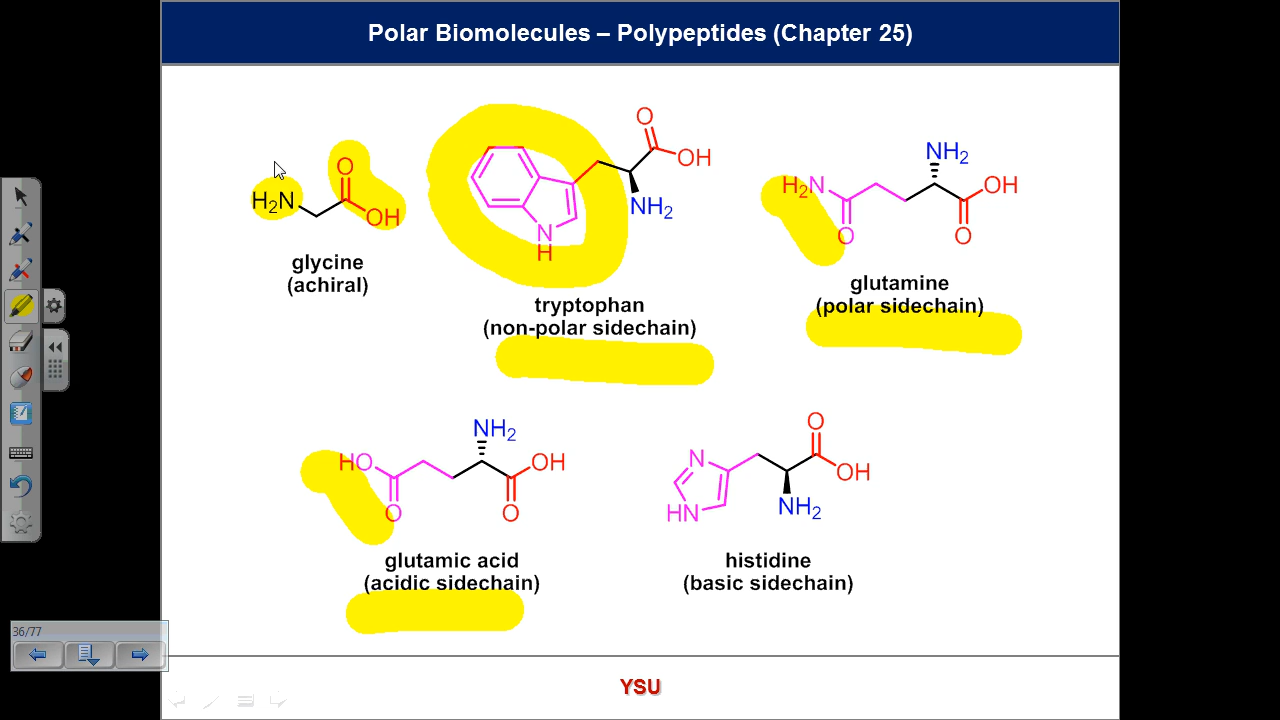 Polar Biomolecules – Polypeptides (Chapter 25)
H₂N
O
OH
glycine
(achiral)
O
OH
NH₂
N
H
tryptophan
(non-polar sidechain)
NH₂
H₂N
OH
O
O
glutamine
(polar sidechain)
NH₂
HO
OH
O
O
glutamic acid
(acidic sidechain)
O
N
OH
HN
NH₂
histidine
(basic sidechain)
36/77
YSU